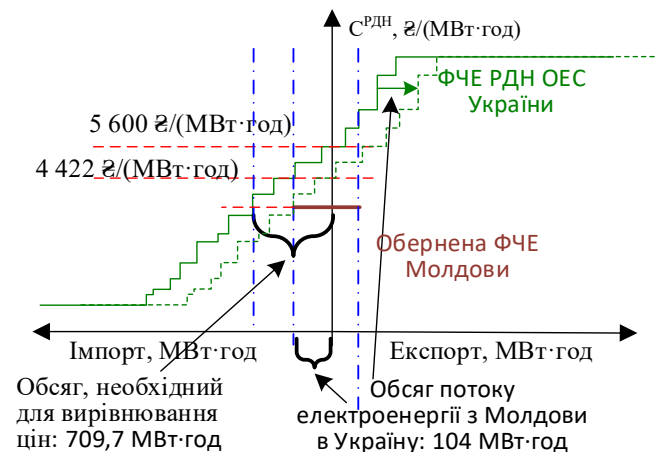 C^РДН, ₴/(МВт·год)
ФЧЕ РДН ОЕС
України
5 600 ₴/(МВт·год)
4 422 ₴/(МВт·год)
Обернена ФЧЕ
Молдови
Імпорт, МВт·год
Експорт, МВт·год
Обсяг, необхідний
для вирівнювання
цін: 709,7 МВт·год
Обсяг потоку
електроенергії з Молдови
в Україну: 104 МВт·год